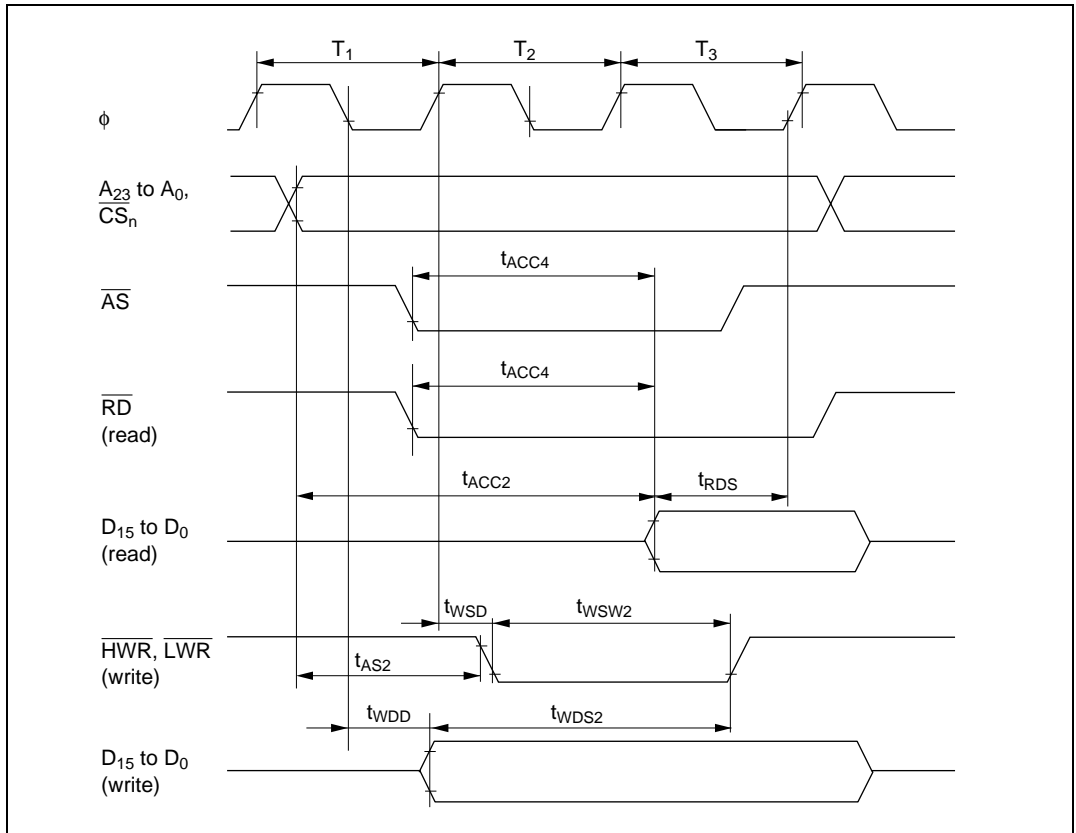 T1 T2 T3
ϕ
A23 to A0,
CSn
tACC4
AS
tACC4
RD
(read)
tACC2 tRDS
D15 to D0
(read)
tWSD tWSW2
HWR, LWR
(write)
tAS2
tWDD tWDS2
D15 to D0
(write)